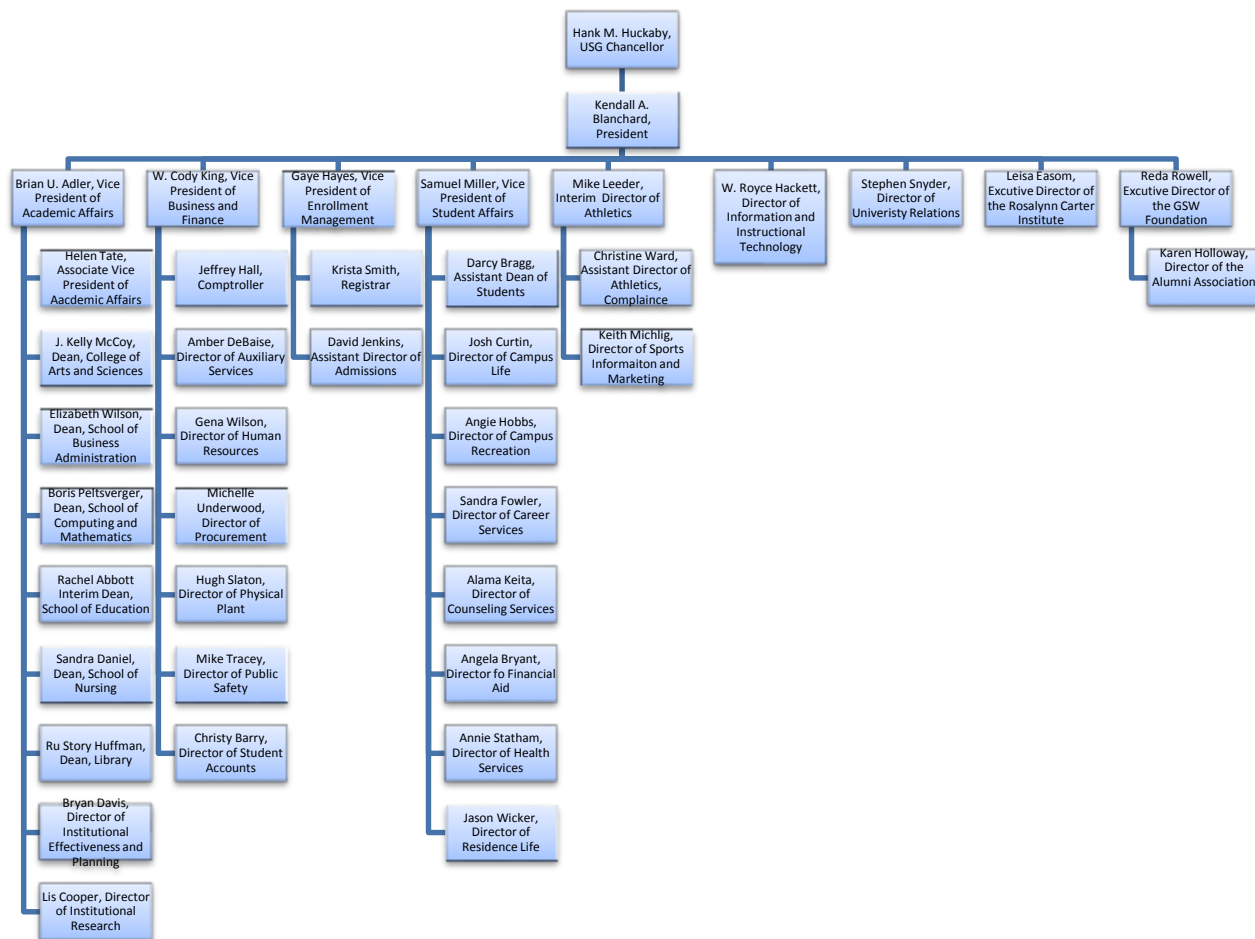 Hank M. Huckaby,
USG Chancellor
Kendall A.
Blanchard,
President
Brian U. Adler, Vice
President of
Academic Affairs
Helen Tate,
Associate Vice
President of
Aacdemic Affairs
J. Kelly McCoy,
Dean, College of
Arts and Sciences
Elizabeth Wilson,
Dean, School of
Business
Administration
Boris Peltsverger,
Dean, School of
Computing and
Mathematics
Rachel Abbott
Interim Dean,
School of Education
Sandra Daniel,
Dean, School of
Nursing
Ru Story Huffman,
Dean, Library
Bryan Davis,
Director of
Institutional
Effectiveness and
Planning
Lis Cooper, Director
of Institutional
Research
W. Cody King, Vice
President of
Business and
Finance
Jeffrey Hall,
Comptroller
Amber DeBaise,
Director of Auxiliary
Services
Gena Wilson,
Director of Human
Resources
Michelle
Underwood,
Director of
Procurement
Hugh Slaton,
Director of Physical
Plant
Mike Tracey,
Director of Public
Safety
Christy Barry,
Director of Student
Accounts
Gaye Hayes, Vice
President of
Enrollment
Management
Krista Smith,
Registrar
David Jenkins,
Assistant Director of
Admissions
Samuel Miller, Vice
President of
Student Affairs
Darcy Bragg,
Assistant Dean of
Students
Josh Curtin,
Director of Campus
Life
Angie Hobbs,
Director of Campus
Recreation
Sandra Fowler,
Director of Career
Services
Alama Keita,
Director of
Counseling Services
Angela Bryant,
Director fo Financial
Aid
Annie Statham,
Director of Health
Services
Jason Wicker,
Director of
Residence Life
Mike Leeder,
Interim Director of
Athletics
Christine Ward,
Assistant Director of
Athletics,
Complaince
Keith Michlig,
Director of Sports
Informaiton and
Marketing
W. Royce Hackett,
Director of
Information and
Instructional
Technology
Stephen Snyder,
Director of
Univeristy Relations
Leisa Easom,
Excutive Director of
the Rosalynn Carter
Institute
Reda Rowell,
Excutive Director of
the GSW
Foundation
Karen Holloway,
Director of the
Alumni Association